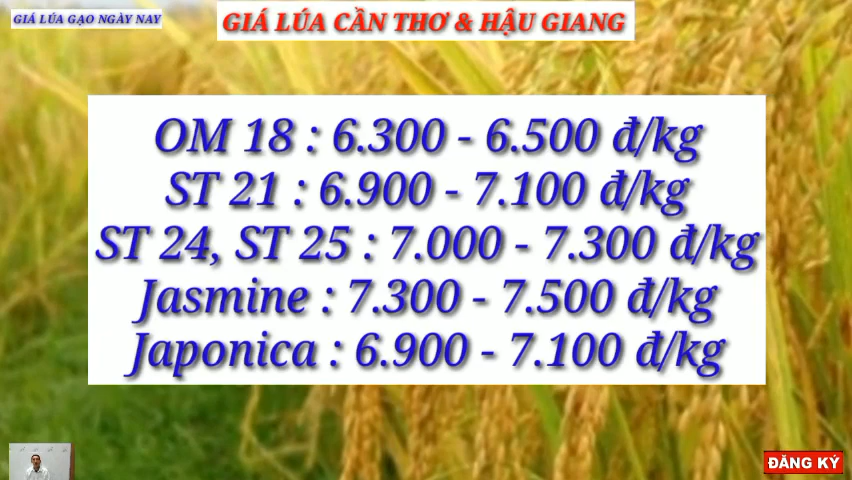 GIÁ LÚA GẠO NGÀY NAY
GIÁ LÚA CẦN THƠ & HẬU GIANG
OM 18 : 6.300 - 6.500 đ/kg
ST 21 : 6.900 - 7.100 đ/kg
ST 24, ST 25 : 7.000 - 7.300 đ/kg
Jasmine : 7.300 - 7.500 đ/kg
Japonica : 6.900 - 7.100 đ/kg
ĐĂNG KÝ